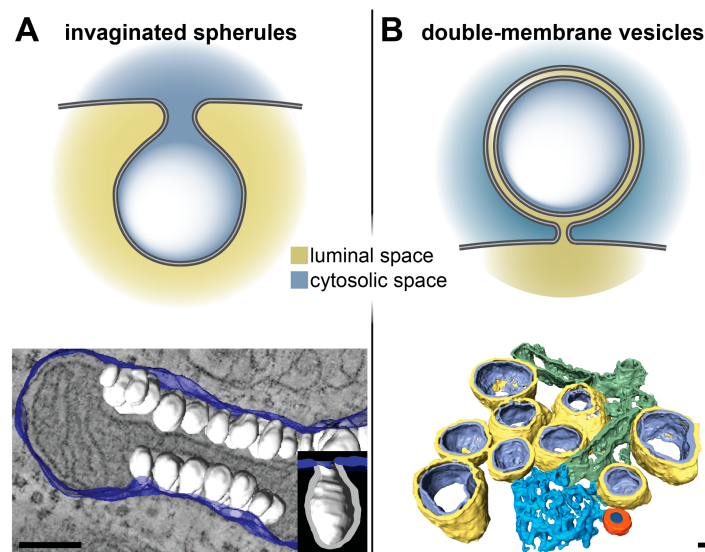 A invaginated spherules
B double-membrane vesicles
luminal space
cytosolic space